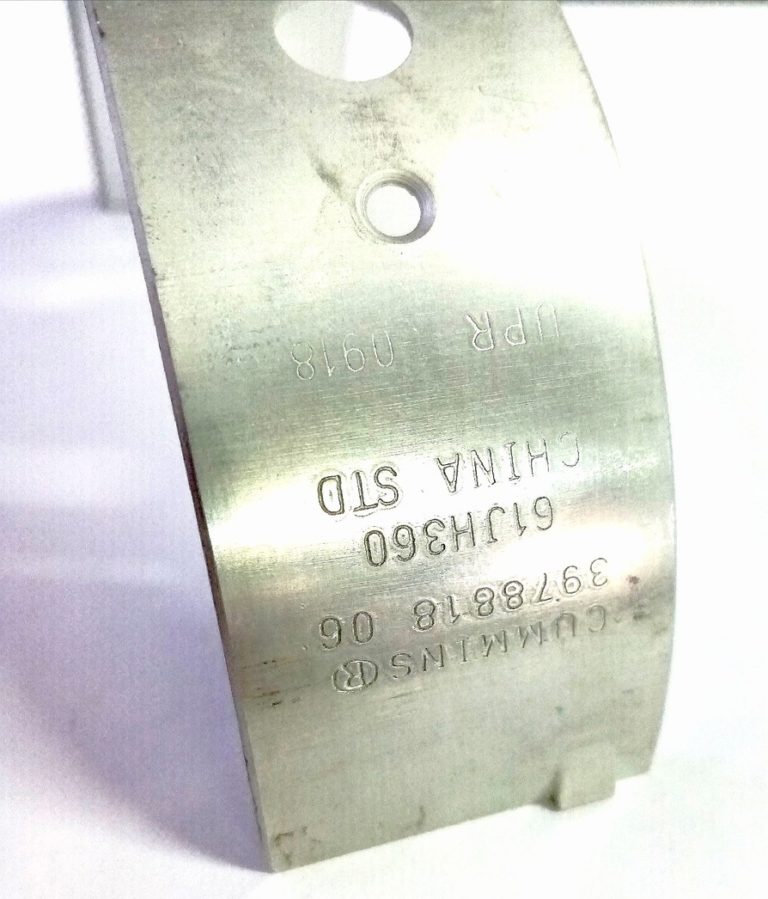 CUMMINS®
3978818 06
61JH360
CHINA STD
UPR 0918